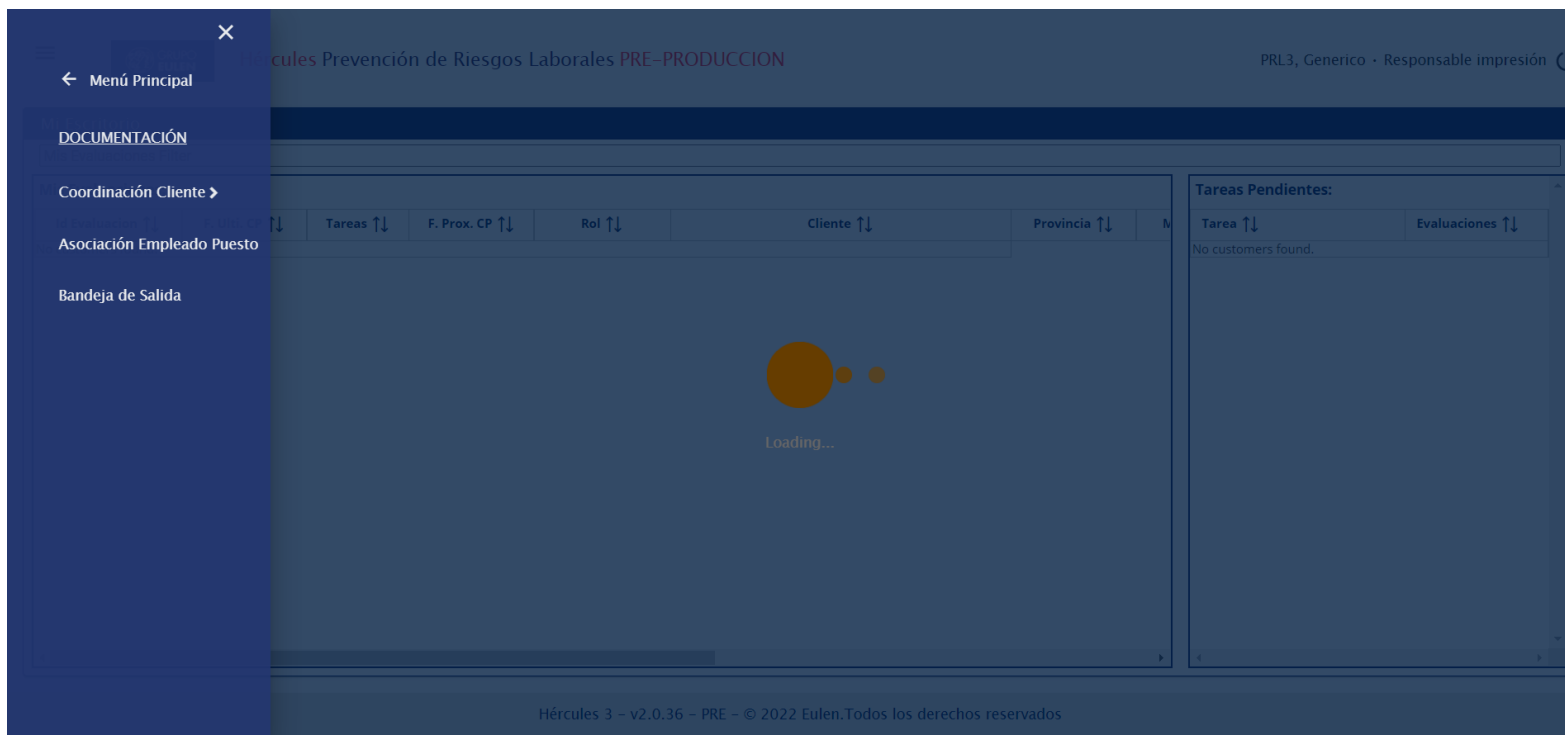 Menú Principal
DOCUMENTACIÓN
Coordinación Cliente
Asociación Empleado Puesto
Bandeja de Salida
Prevención de Riesgos Laborales PRE-PRODUCCION
PRL3, Generico · Responsable impresión
Tareas F. Prox. CP Rol Cliente Provincia
Loading...
Tareas Pendientes:
Tarea Evaluaciones
No customers found.
Hércules 3 - v2.0.36 - PRE - © 2022 Eulen.Todos los derechos reservados